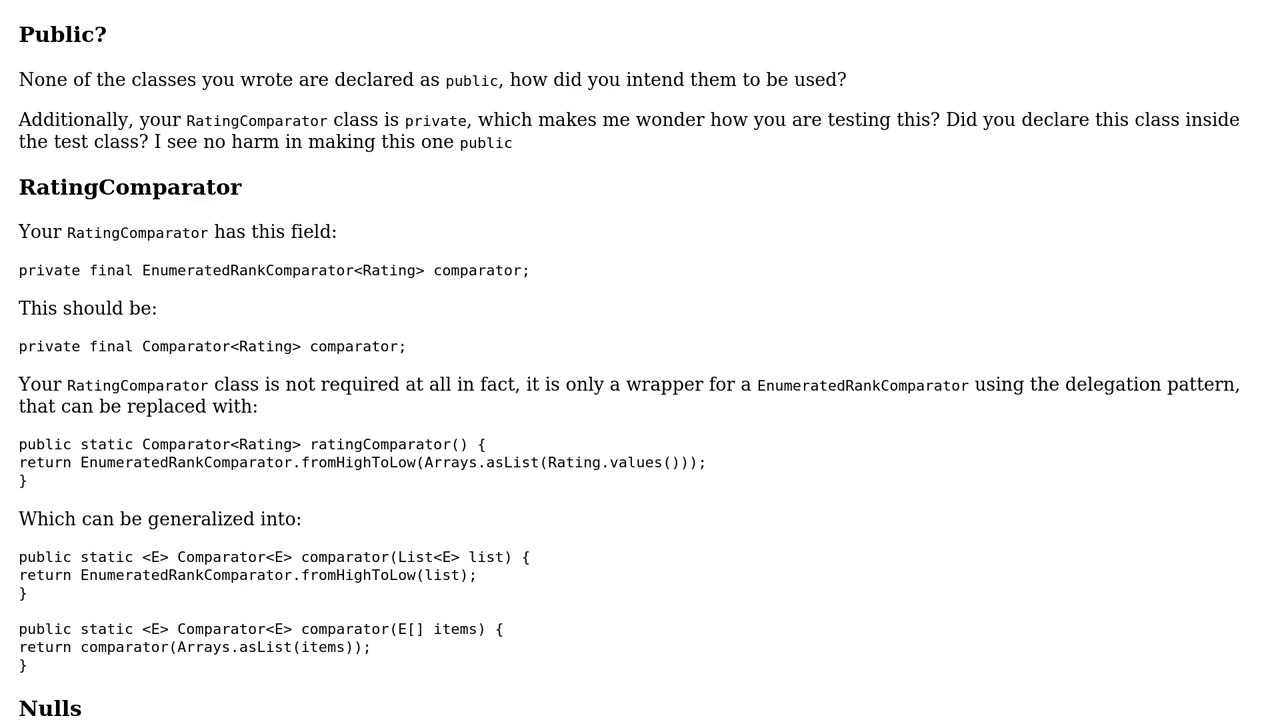 Public?
None of the classes you wrote are declared as public, how did you intend them to be used?
Additionally, your RatingComparator class is private, which makes me wonder how you are testing this? Did you declare this class inside
the test class? I see no harm in making this one public
RatingComparator
Your RatingComparator has this field:
private final EnumeratedRankComparator<Rating> comparator;
This should be:
private final Comparator<Rating> comparator;
Your RatingComparator class is not required at all in fact, it is only a wrapper for a EnumeratedRankComparator using the delegation pattern,
that can be replaced with:
public static Comparator<Rating> ratingComparator() {
return EnumeratedRankComparator.fromHighToLow(Arrays.asList(Rating.values()));
}
Which can be generalized into:
public static <E> Comparator<E> comparator(List<E> list) {
return EnumeratedRankComparator.fromHighToLow(list);
}
public static <E> Comparator<E> comparator(E[] items) {
return comparator(Arrays.asList(items));
}
Nulls